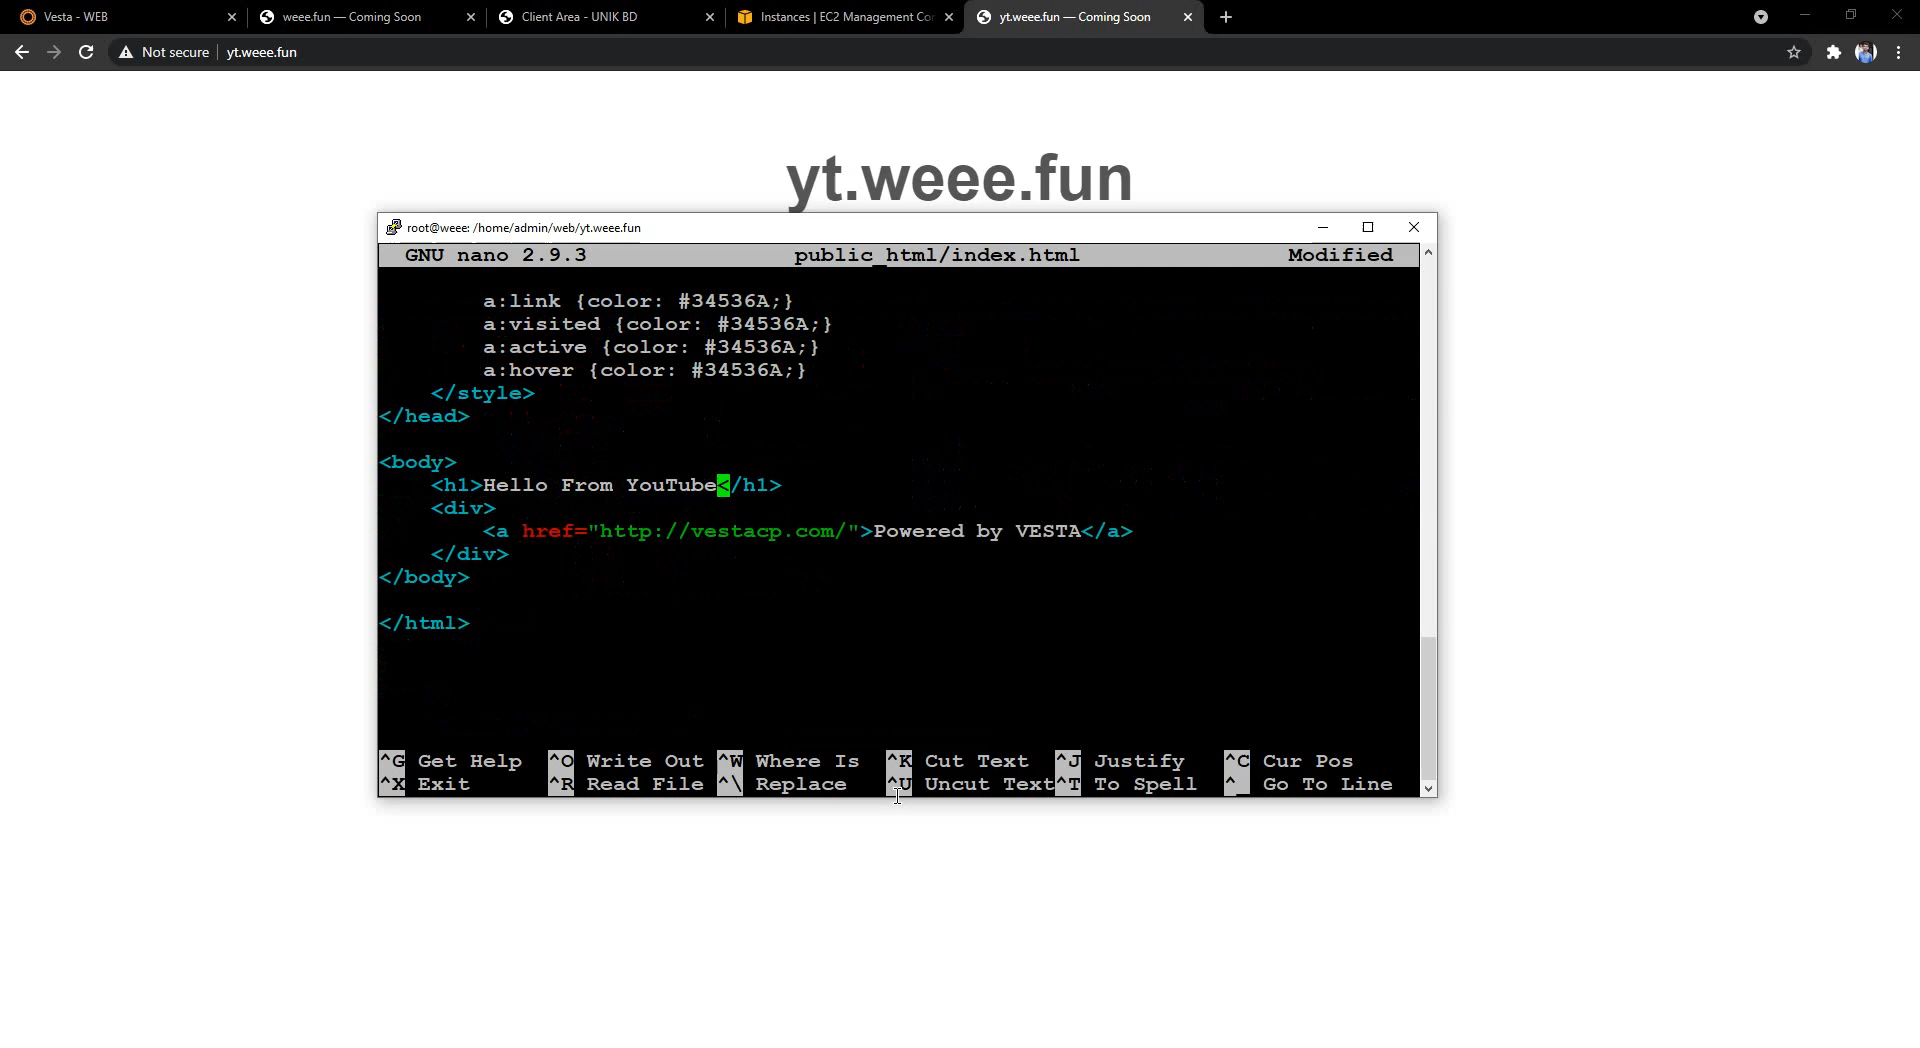 Vesta - WEB
weee.fun — Coming Soon
Client Area - UNIK BD
Instances | EC2 Management Co
yt.weee.fun — Coming Soon
Not secure
yt.weee.fun
yt.weee.fun
root@weee: /home/admin/web/yt.weee.fun
GNU nano 2.9.3 public_html/index.html Modified
a:link {color: #34536A;}
a:visited {color: #34536A;}
a:active {color: #34536A;}
a:hover {color: #34536A;}
</style>
</head>
<body>
<h1>Hello From YouTube</h1>
<div>
<a href="http://vestacp.com/">Powered by VESTA</a>
</div>
</body>
</html>
^G Get Help ^O Write Out ^W Where Is ^K Cut Text ^J Justify ^C Cur Pos
^X Exit ^R Read File ^\ Replace ^U Uncut Text ^T To Spell ^_ Go To Line